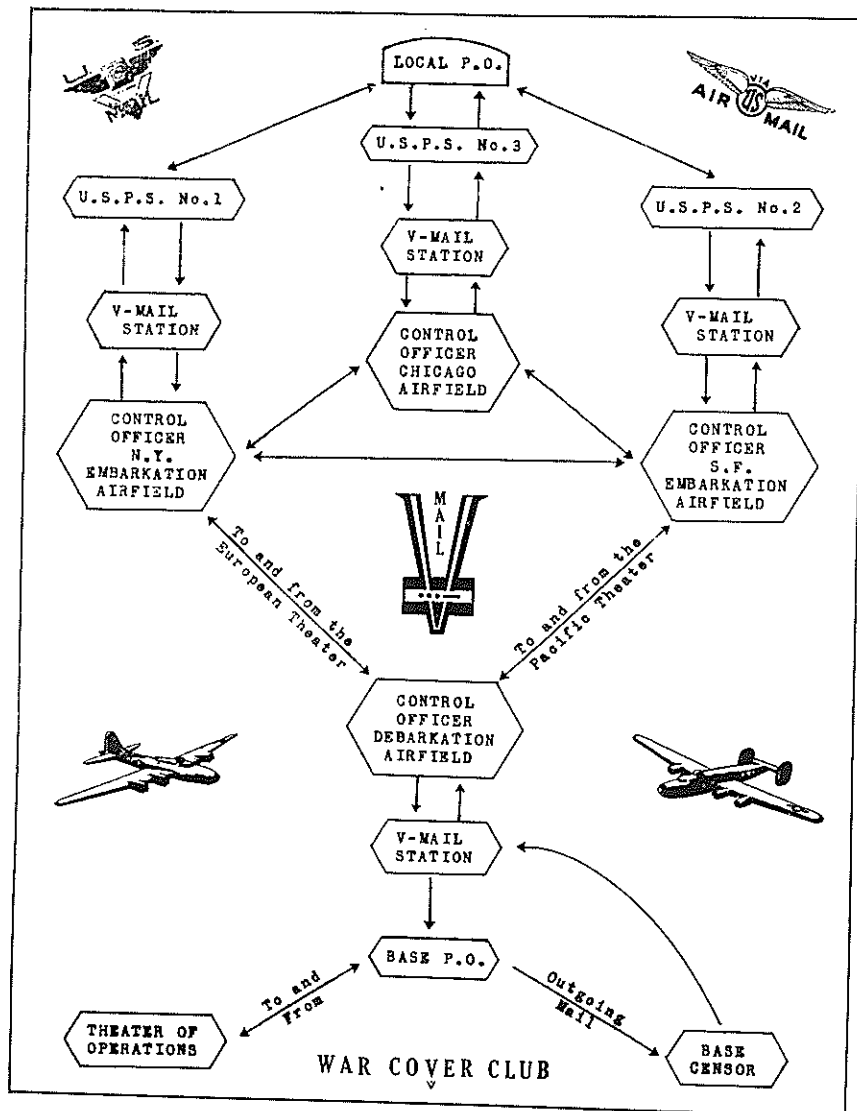 U.S.
V
MAIL
LOCAL P.O.
VIA
AIR US MAIL
U.S.P.S. No.3
U.S.P.S. No.1
U.S.P.S. No.2
V-MAIL
STATION
V-MAIL
STATION
V-MAIL
STATION
CONTROL
OFFICER
CHICAGO
AIRFIELD
CONTROL
OFFICER
N.Y.
EMBARKATION
AIRFIELD
CONTROL
OFFICER
S.F.
EMBARKATION
AIRFIELD
MAIL
To and from the
European Theater
To and from the
Pacific Theater
CONTROL
OFFICER
DEBARKATION
AIRFIELD
V-MAIL
STATION
BASE P.O.
To and
From
Outgoing
Mail
THEATER OF
OPERATIONS
BASE
CENSOR
WAR COVER CLUB